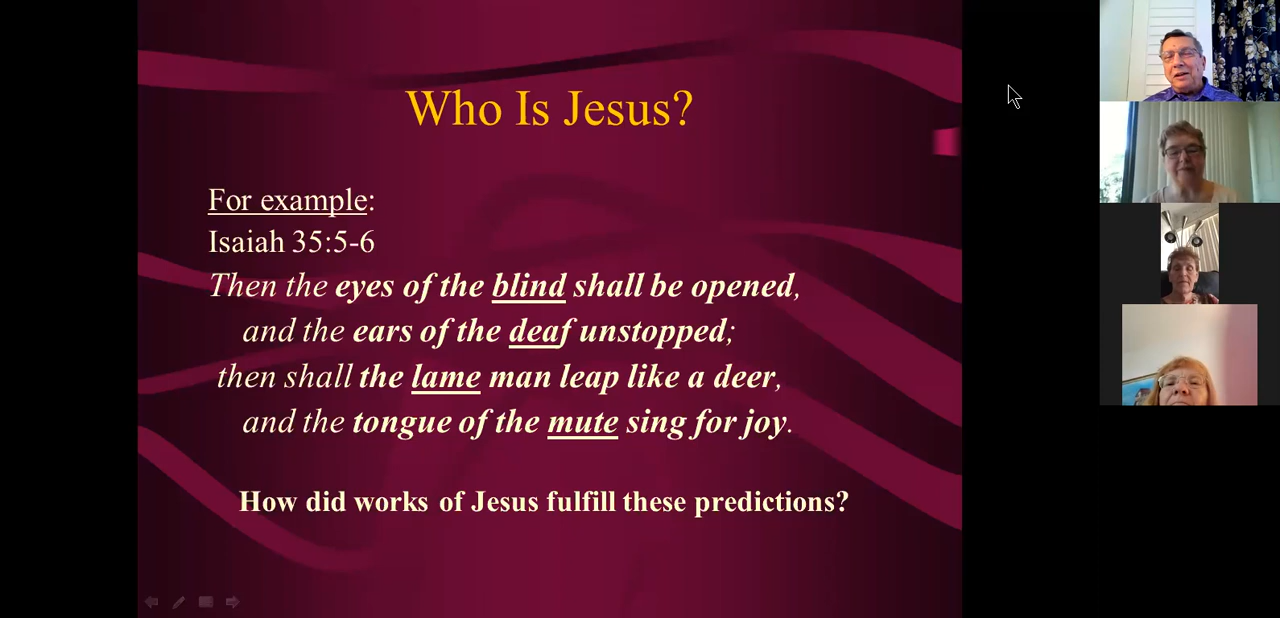 Who Is Jesus?
For example:
Isaiah 35:5-6
Then the eyes of the blind shall be opened,
and the ears of the deaf unstopped;
then shall the lame man leap like a deer,
and the tongue of the mute sing for joy.
How did works of Jesus fulfill these predictions?